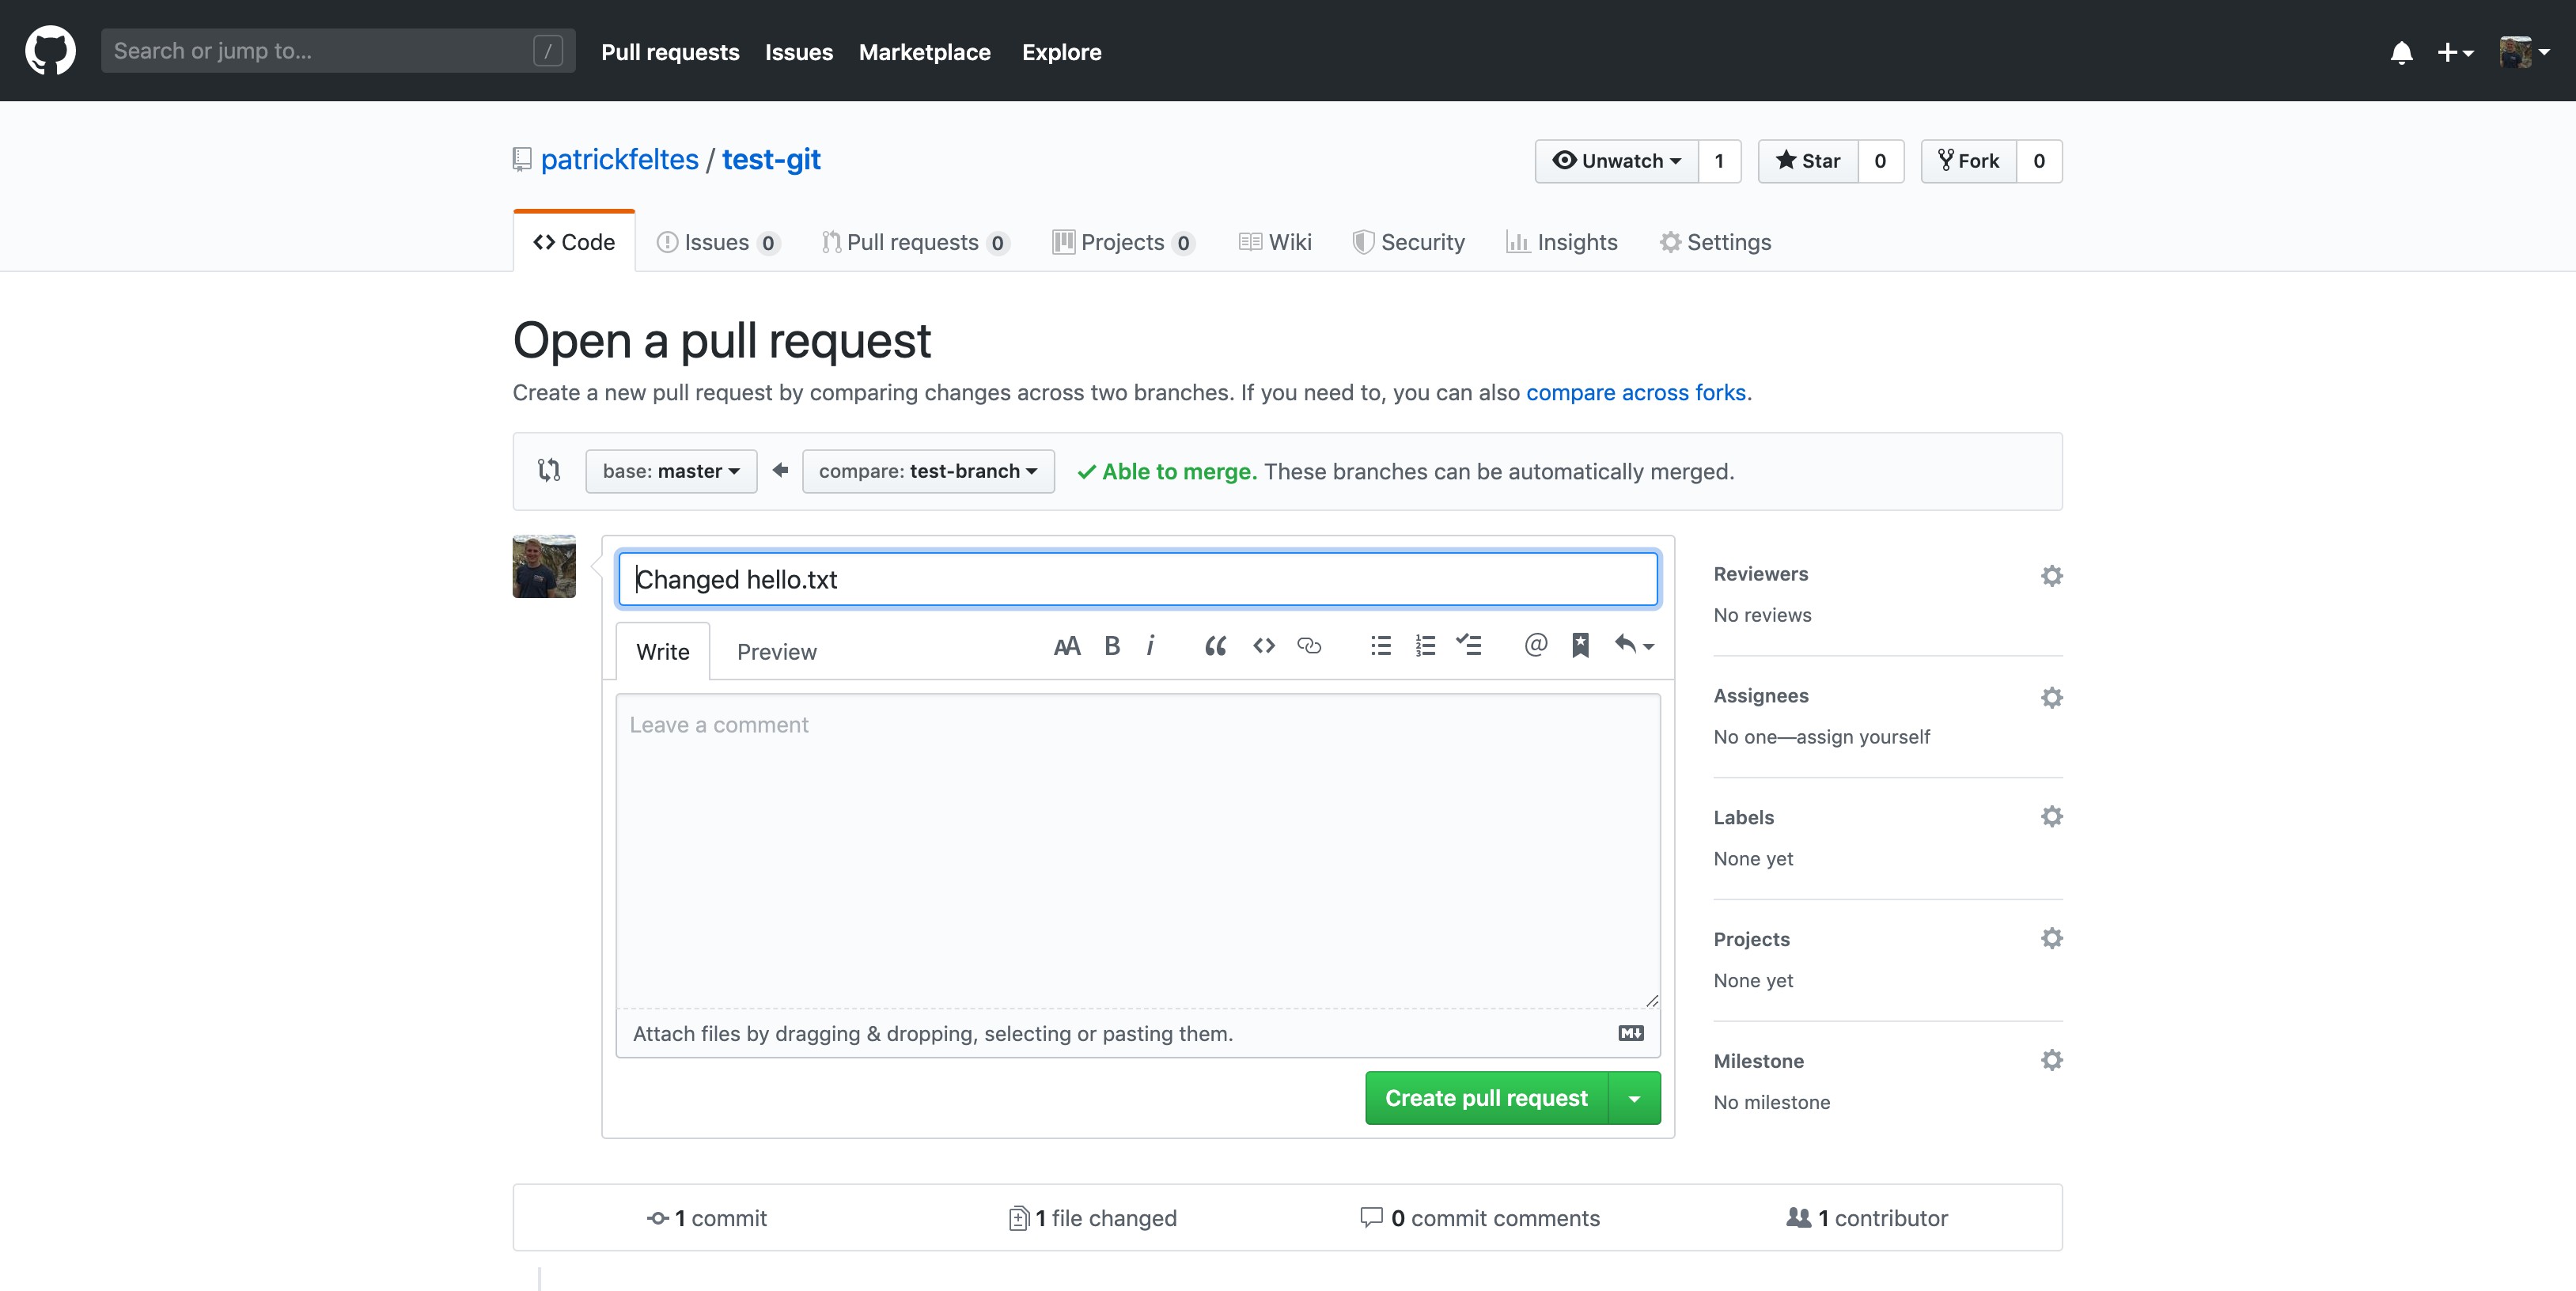 Search or jump to... /
Pull requests Issues Marketplace Explore
patrickfeltes / test-git
Unwatch 1 Star 0 Fork 0
Code Issues 0 Pull requests 0 Projects 0 Wiki Security Insights Settings
Open a pull request
Create a new pull request by comparing changes across two branches. If you need to, you can also compare across forks.
base: master compare: test-branch Able to merge. These branches can be automatically merged.
Changed hello.txt
Write Preview AA B i “ <> @
Leave a comment
Attach files by dragging & dropping, selecting or pasting them. M
Create pull request
Reviewers
No reviews
Assignees
No one—assign yourself
Labels
None yet
Projects
None yet
Milestone
No milestone
1 commit 1 file changed 0 commit comments 1 contributor